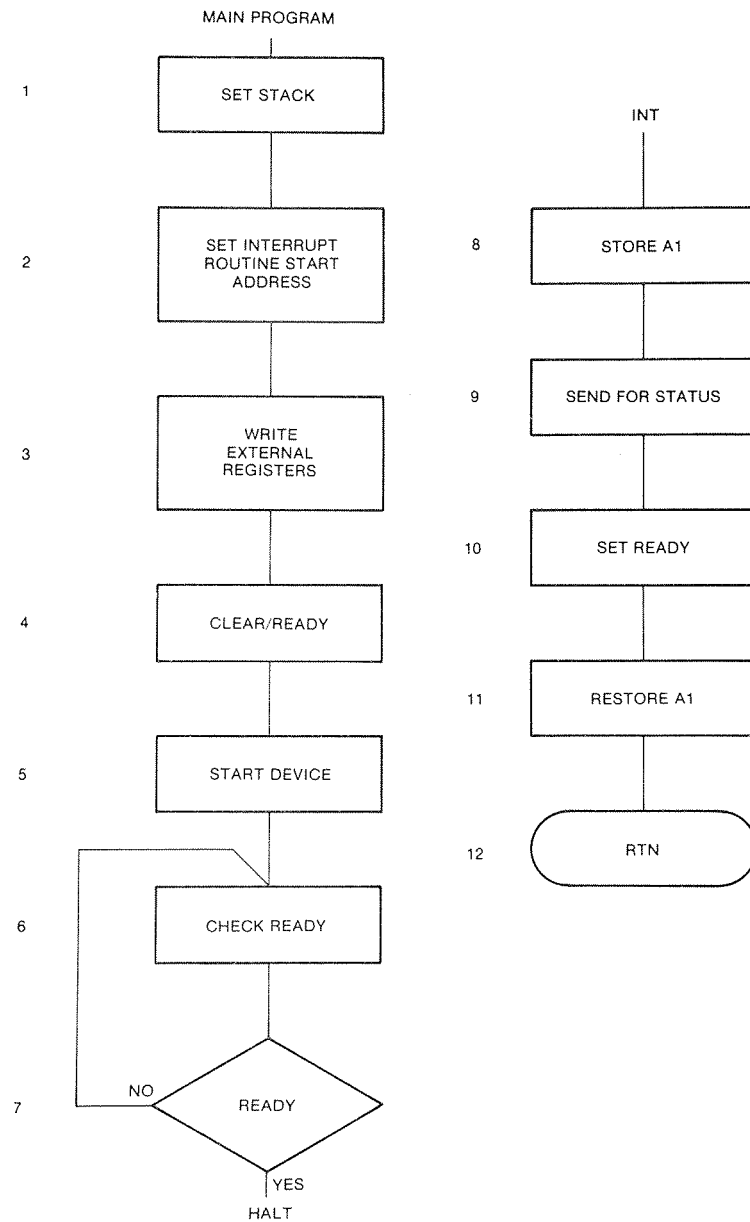 MAIN PROGRAM
1
SET STACK
2
SET INTERRUPT
ROUTINE START
ADDRESS
3
WRITE
EXTERNAL
REGISTERS
4
CLEAR/READY
5
START DEVICE
6
CHECK READY
7
NO
READY
YES
HALT
INT
8
STORE A1
9
SEND FOR STATUS
10
SET READY
11
RESTORE A1
12
RTN